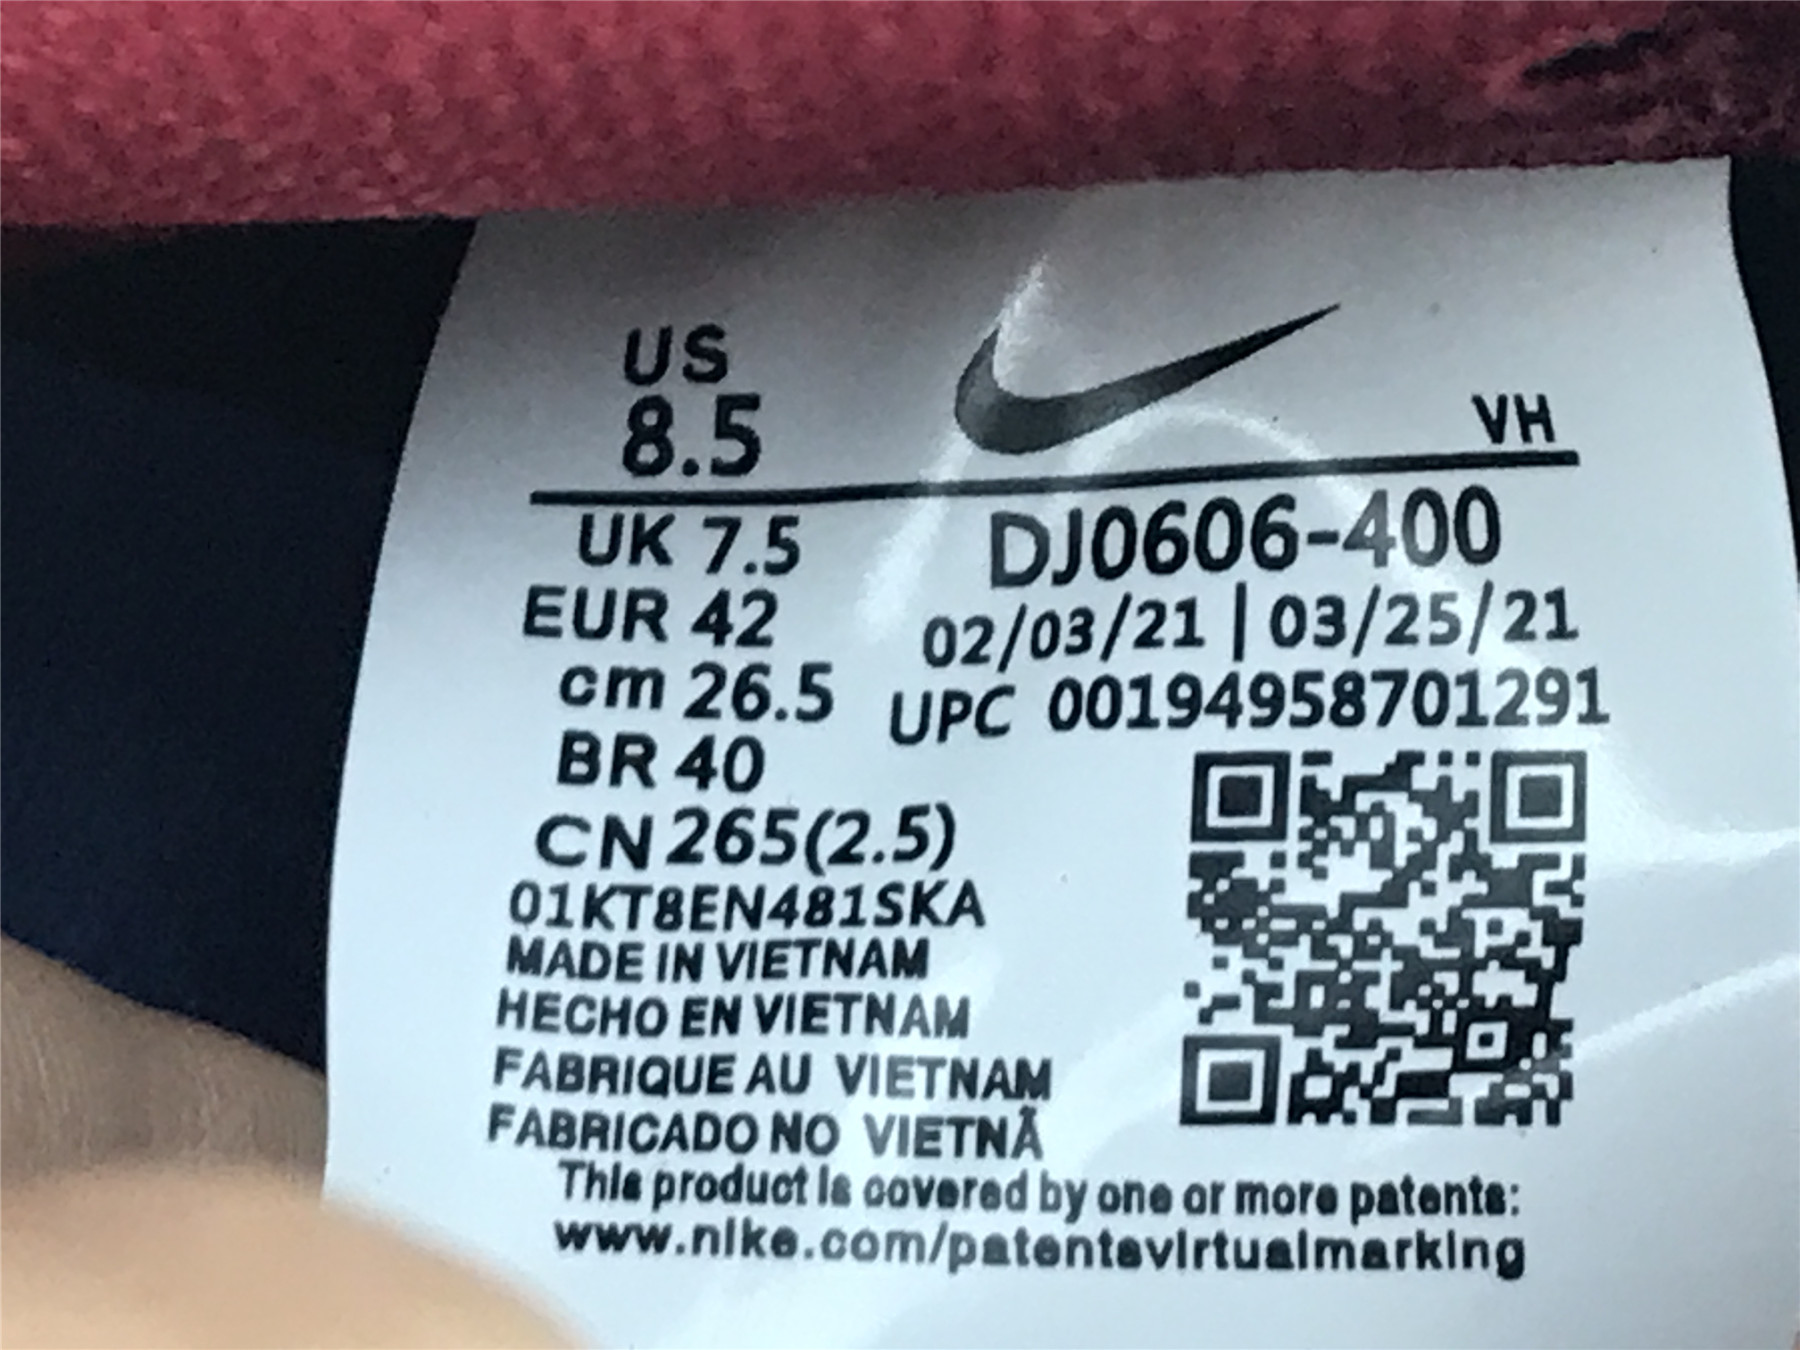 US
8.5
VH
UK 7.5
DJ0606-400
EUR 42
02/03/21 | 03/25/21
cm 26.5
UPC 00194958701291
BR 40
CN 265(2.5)
01KT8EN481SKA
MADE IN VIETNAM
HECHO EN VIETNAM
FABRIQUE AU VIETNAM
FABRICADO NO VIETNÃ
This product is covered by one or more patents:
www.nike.com/patentsvirtualmarking